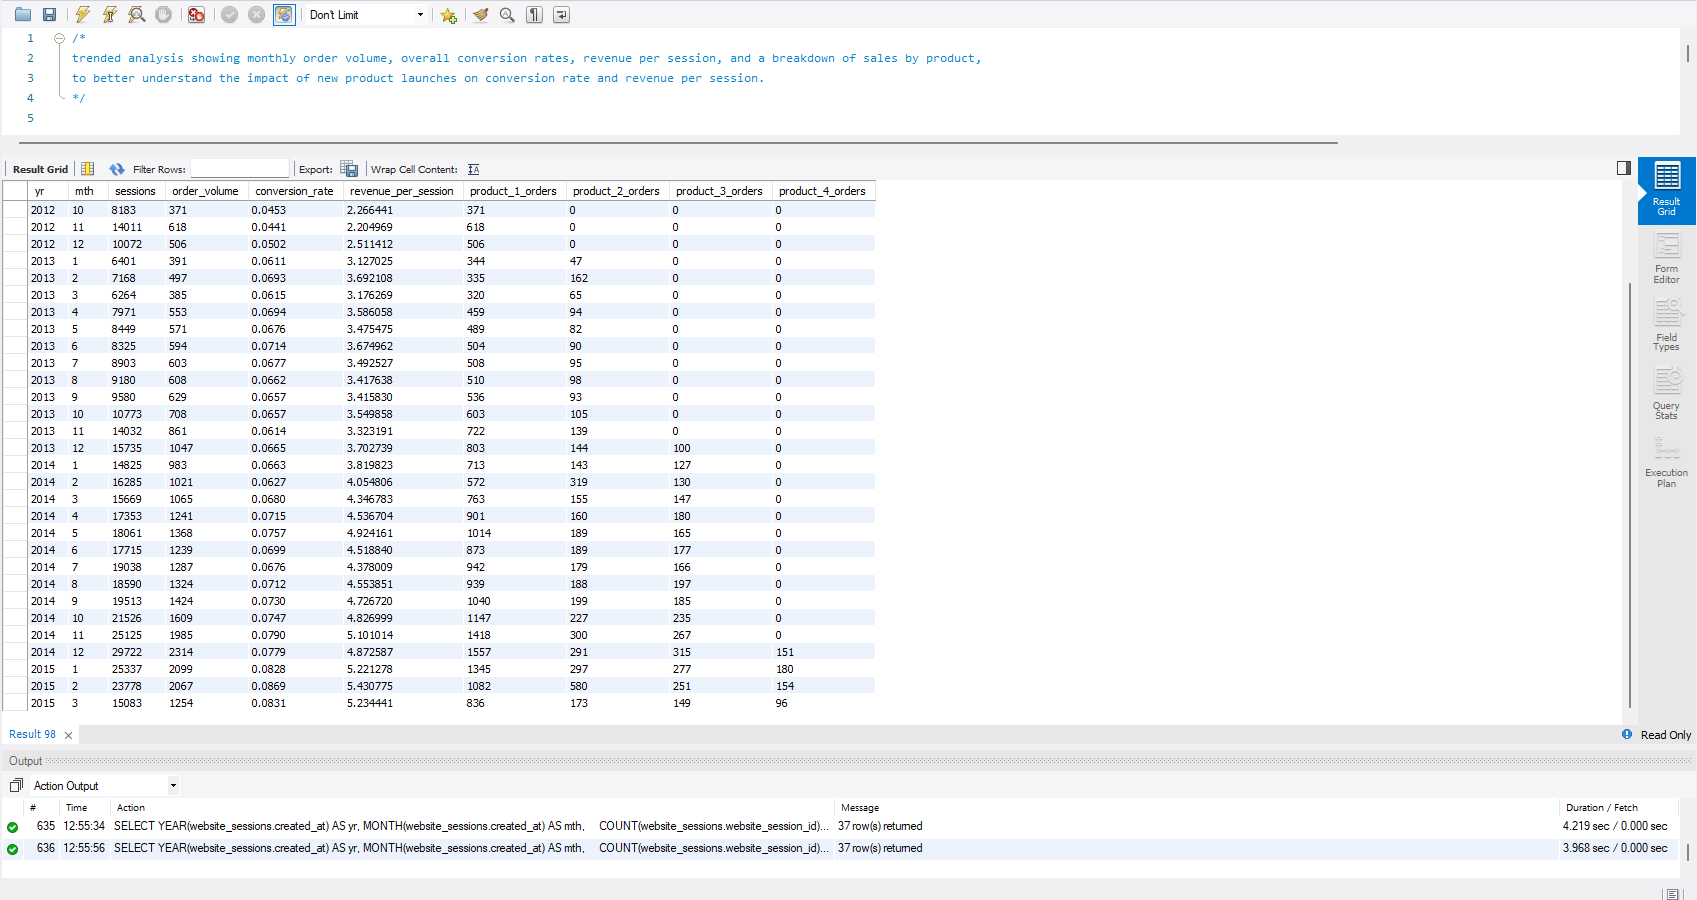 Don't Limit
1 /*
2 trended analysis showing monthly order volume, overall conversion rates, revenue per session, and a breakdown of sales by product,
3 to better understand the impact of new product launches on conversion rate and revenue per session.
4 */
5
Result Grid Filter Rows: Export: Wrap Cell Content:
yr mth sessions order_volume conversion_rate revenue_per_session product_1_orders product_2_orders product_3_orders product_4_orders
2012 10 8183 371 0.0453 2.266441 371 0 0 0
2012 11 14011 618 0.0441 2.204969 618 0 0 0
2012 12 10072 506 0.0502 2.511412 506 0 0 0
2013 1 6401 391 0.0611 3.127025 344 47 0 0
2013 2 7168 497 0.0693 3.692108 335 162 0 0
2013 3 6264 385 0.0615 3.176269 320 65 0 0
2013 4 7971 553 0.0694 3.586058 459 94 0 0
2013 5 8449 571 0.0676 3.475475 489 82 0 0
2013 6 8325 594 0.0714 3.674962 504 90 0 0
2013 7 8903 603 0.0677 3.492527 508 95 0 0
2013 8 9180 608 0.0662 3.417638 510 98 0 0
2013 9 9580 629 0.0657 3.415830 536 93 0 0
2013 10 10773 708 0.0657 3.549858 603 105 0 0
2013 11 14032 861 0.0614 3.323191 722 139 0 0
2013 12 15735 1047 0.0665 3.702739 803 144 100 0
2014 1 14825 983 0.0663 3.819823 713 143 127 0
2014 2 16285 1021 0.0627 4.054806 572 319 130 0
2014 3 15669 1065 0.0680 4.346783 763 155 147 0
2014 4 17353 1241 0.0715 4.536704 901 160 180 0
2014 5 18061 1368 0.0757 4.924161 1014 189 165 0
2014 6 17715 1239 0.0699 4.518840 873 189 177 0
2014 7 19038 1287 0.0676 4.378009 942 179 166 0
2014 8 18590 1324 0.0712 4.553851 939 188 197 0
2014 9 19513 1424 0.0730 4.726720 1040 199 185 0
2014 10 21526 1609 0.0747 4.826999 1147 227 235 0
2014 11 25125 1985 0.0790 5.101014 1418 300 267 0
2014 12 29722 2314 0.0779 4.872587 1557 291 315 151
2015 1 25337 2099 0.0828 5.221278 1345 297 277 180
2015 2 23778 2067 0.0869 5.430775 1082 580 251 154
2015 3 15083 1254 0.0831 5.234441 836 173 149 96
Result
Grid
Form
Editor
Field
Types
Query
Stats
Execution
Plan
Result 98 Read Only
Output
Action Output
# Time Action Message Duration / Fetch
635 12:55:34 SELECT YEAR(website_sessions.created_at) AS yr, MONTH(website_sessions.created_at) AS mth, COUNT(website_sessions.website_session_id)... 37 row(s) returned 4.219 sec / 0.000 sec
636 12:55:56 SELECT YEAR(website_sessions.created_at) AS yr, MONTH(website_sessions.created_at) AS mth, COUNT(website_sessions.website_session_id)... 37 row(s) returned 3.968 sec / 0.000 sec